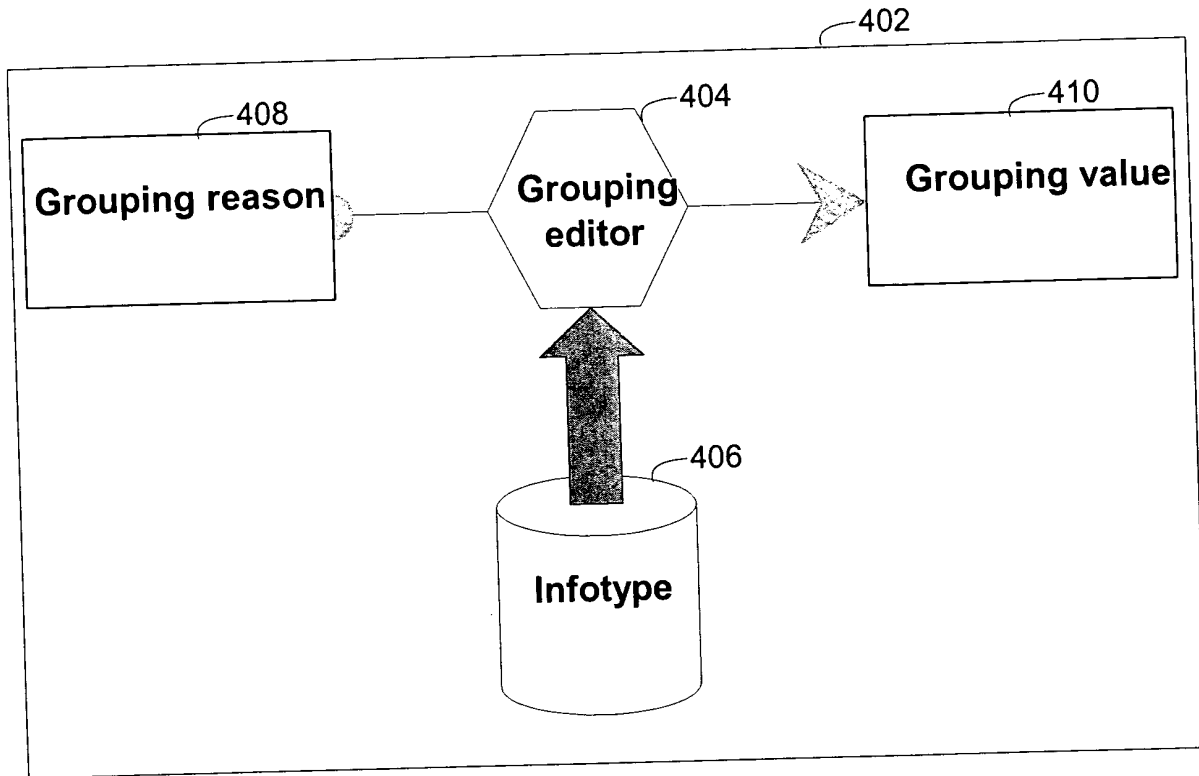 402
408
404
410
Grouping reason
Grouping
editor
Grouping value
406
Infotype